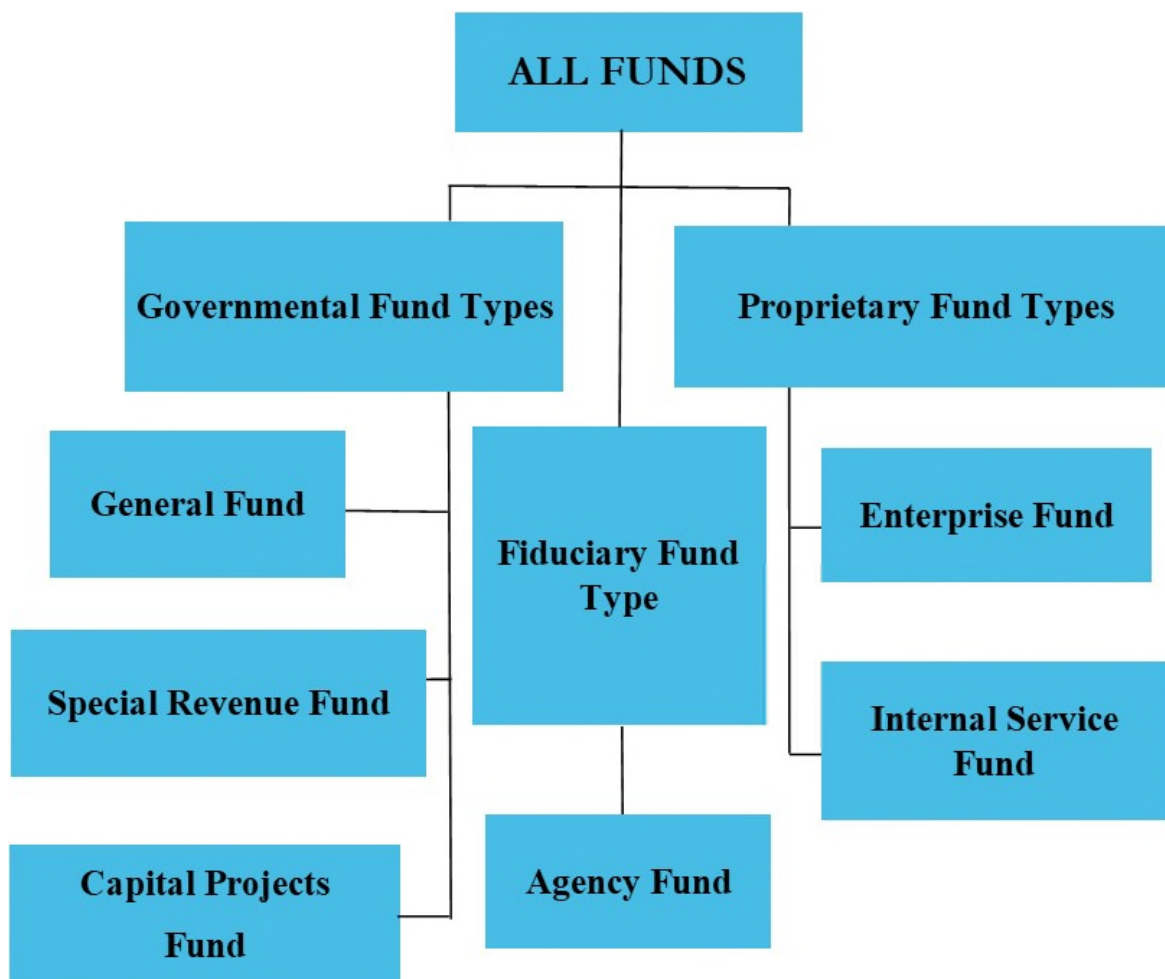 ALL FUNDS
Governmental Fund Types
Proprietary Fund Types
General Fund
Fiduciary Fund
Type
Enterprise Fund
Special Revenue Fund
Internal Service
Fund
Capital Projects
Fund
Agency Fund